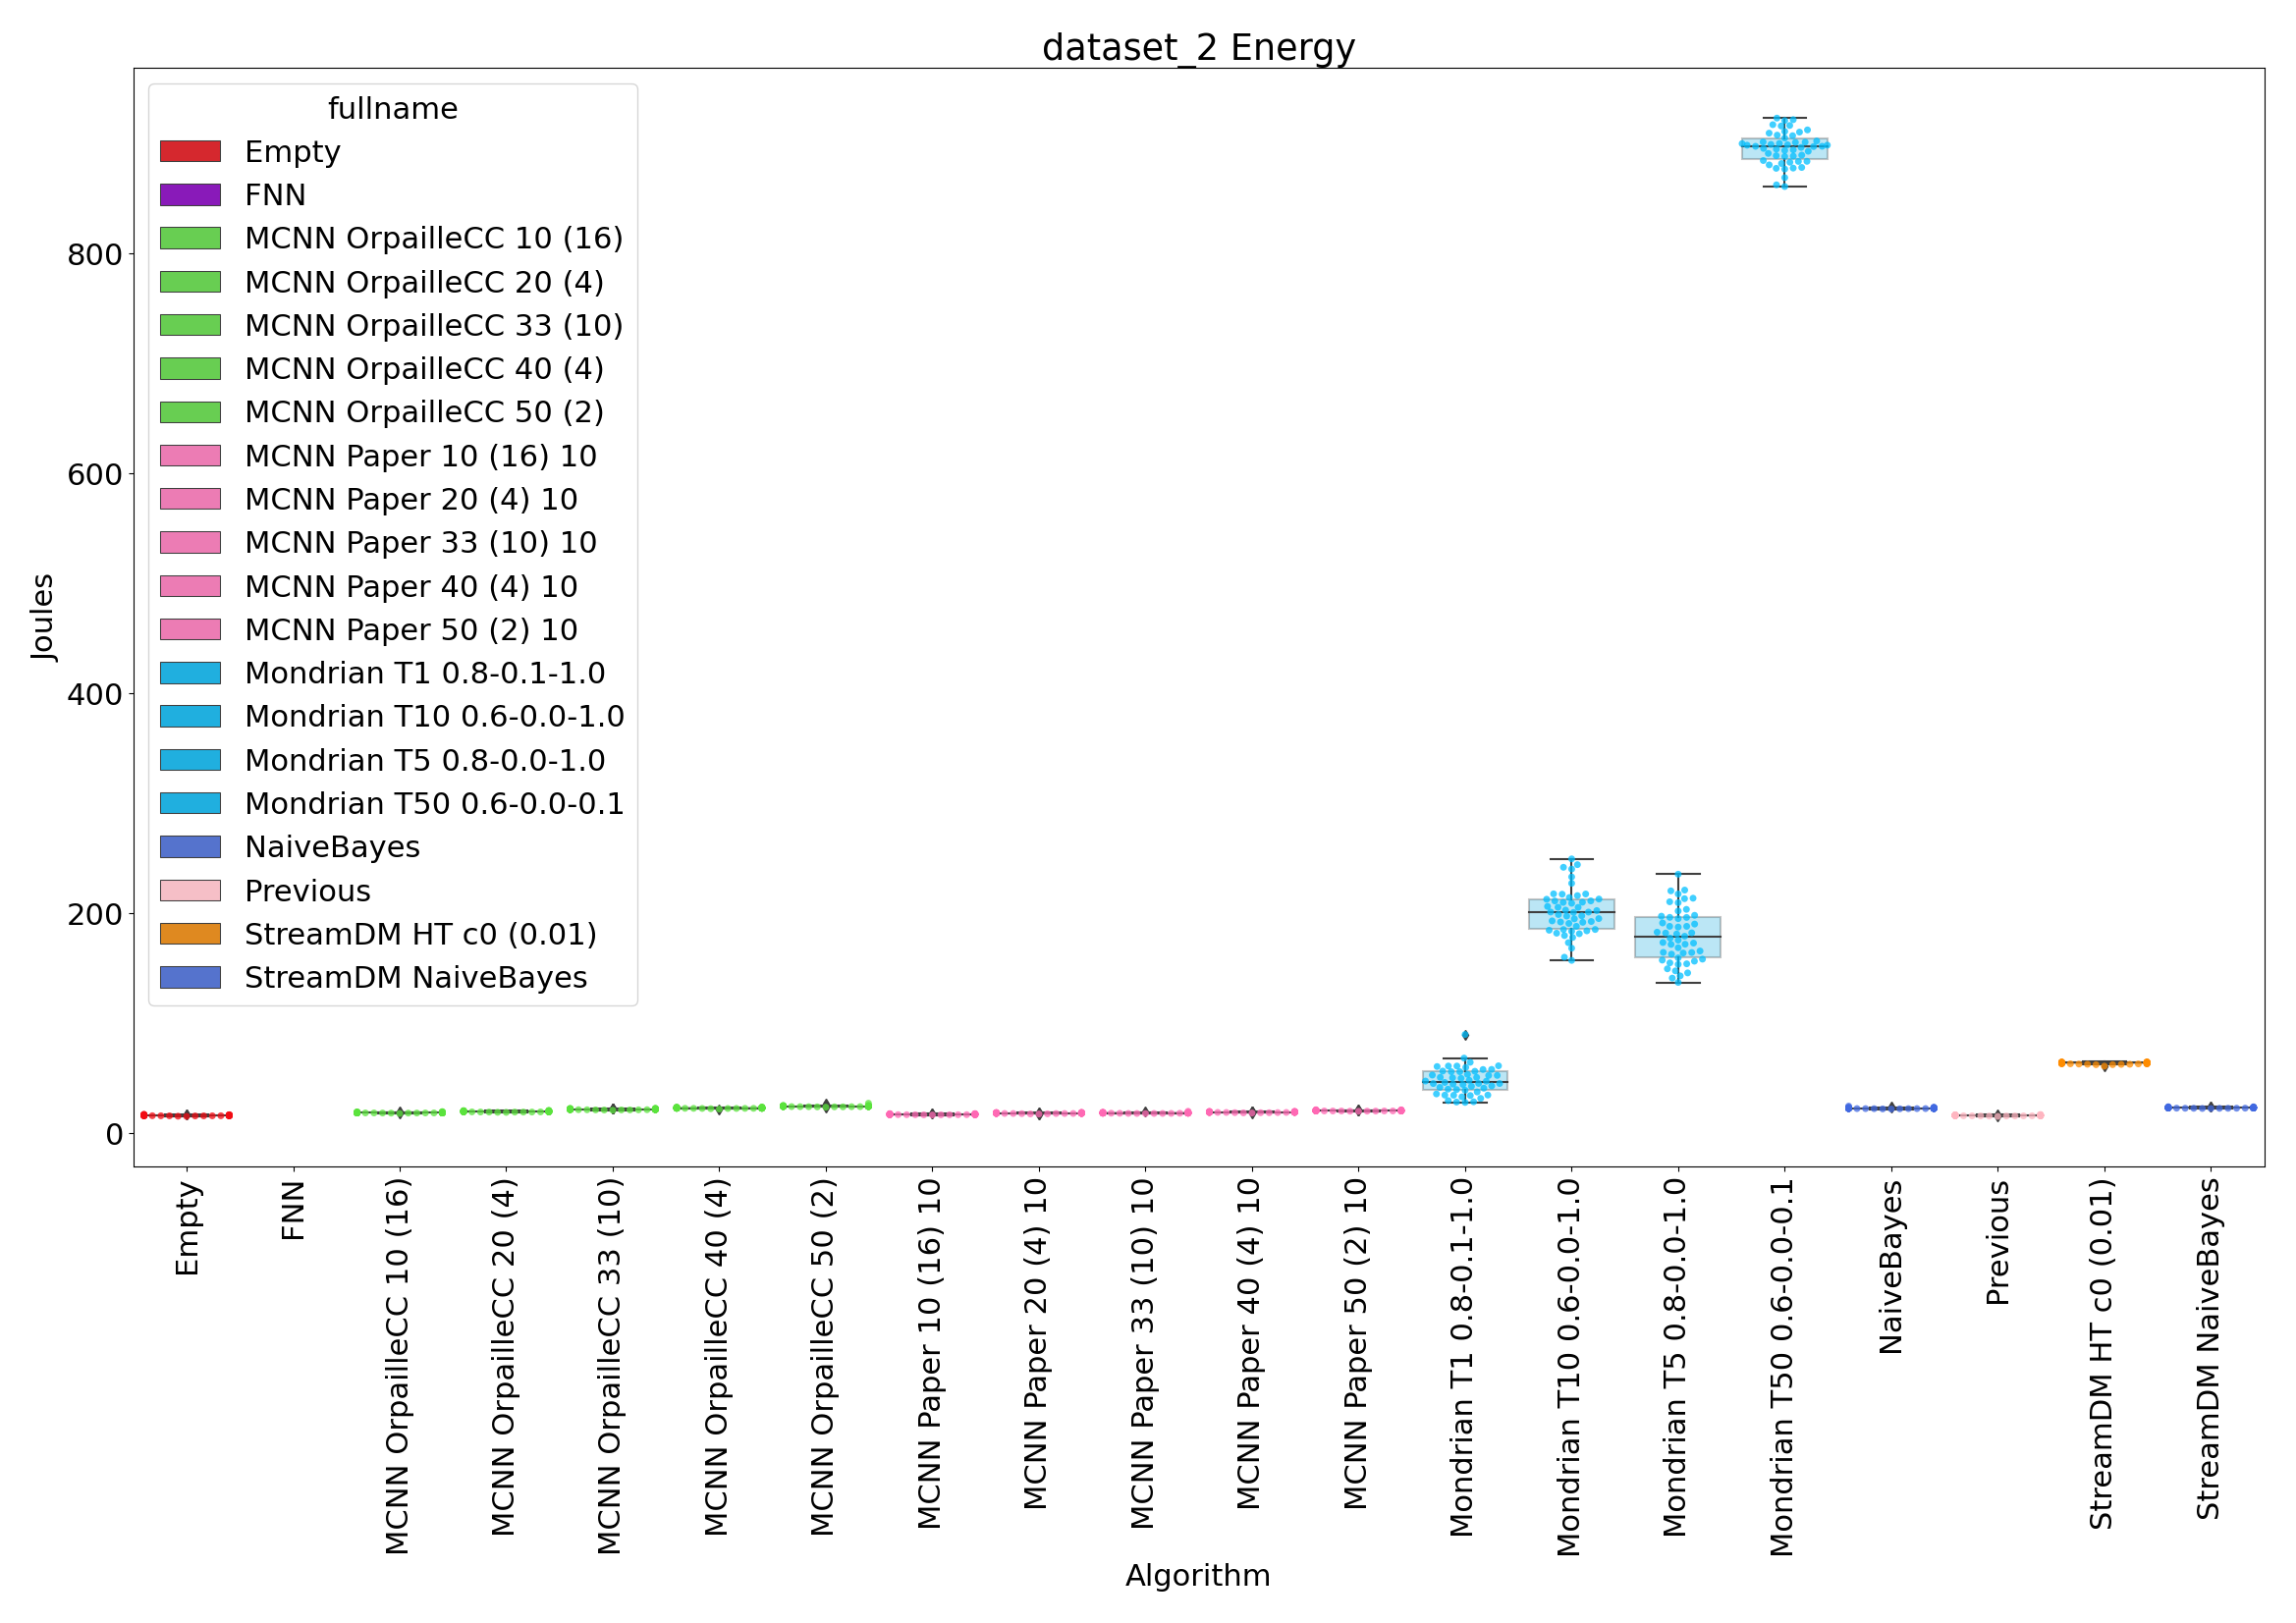 dataset_2 Energy
fullname
Empty
FNN
MCNN OrpailleCC 10 (16)
MCNN OrpailleCC 20 (4)
MCNN OrpailleCC 33 (10)
MCNN OrpailleCC 40 (4)
MCNN OrpailleCC 50 (2)
MCNN Paper 10 (16) 10
MCNN Paper 20 (4) 10
MCNN Paper 33 (10) 10
MCNN Paper 40 (4) 10
MCNN Paper 50 (2) 10
Mondrian T1 0.8-0.1-1.0
Mondrian T10 0.6-0.0-1.0
Mondrian T5 0.8-0.0-1.0
Mondrian T50 0.6-0.0-0.1
NaiveBayes
Previous
StreamDM HT c0 (0.01)
StreamDM NaiveBayes
Joules
800
600
400
200
0
Empty
FNN
MCNN OrpailleCC 10 (16)
MCNN OrpailleCC 20 (4)
MCNN OrpailleCC 33 (10)
MCNN OrpailleCC 40 (4)
MCNN OrpailleCC 50 (2)
MCNN Paper 10 (16) 10
MCNN Paper 20 (4) 10
MCNN Paper 33 (10) 10
MCNN Paper 40 (4) 10
MCNN Paper 50 (2) 10
Mondrian T1 0.8-0.1-1.0
Mondrian T10 0.6-0.0-1.0
Mondrian T5 0.8-0.0-1.0
Mondrian T50 0.6-0.0-0.1
NaiveBayes
Previous
StreamDM HT c0 (0.01)
StreamDM NaiveBayes
Algorithm